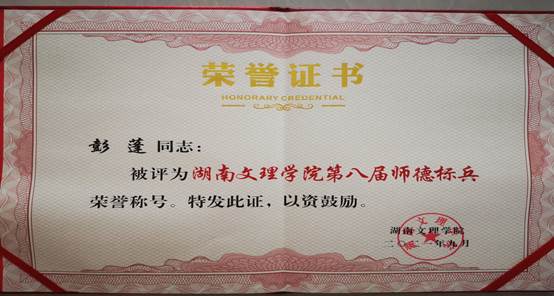 荣誉证书
HONORARY CREDENTIAL
彭 蓬 同志：
被评为湖南文理学院第八届师德标兵
荣誉称号。特发此证，以资鼓励。
湖南文理学院
年九月